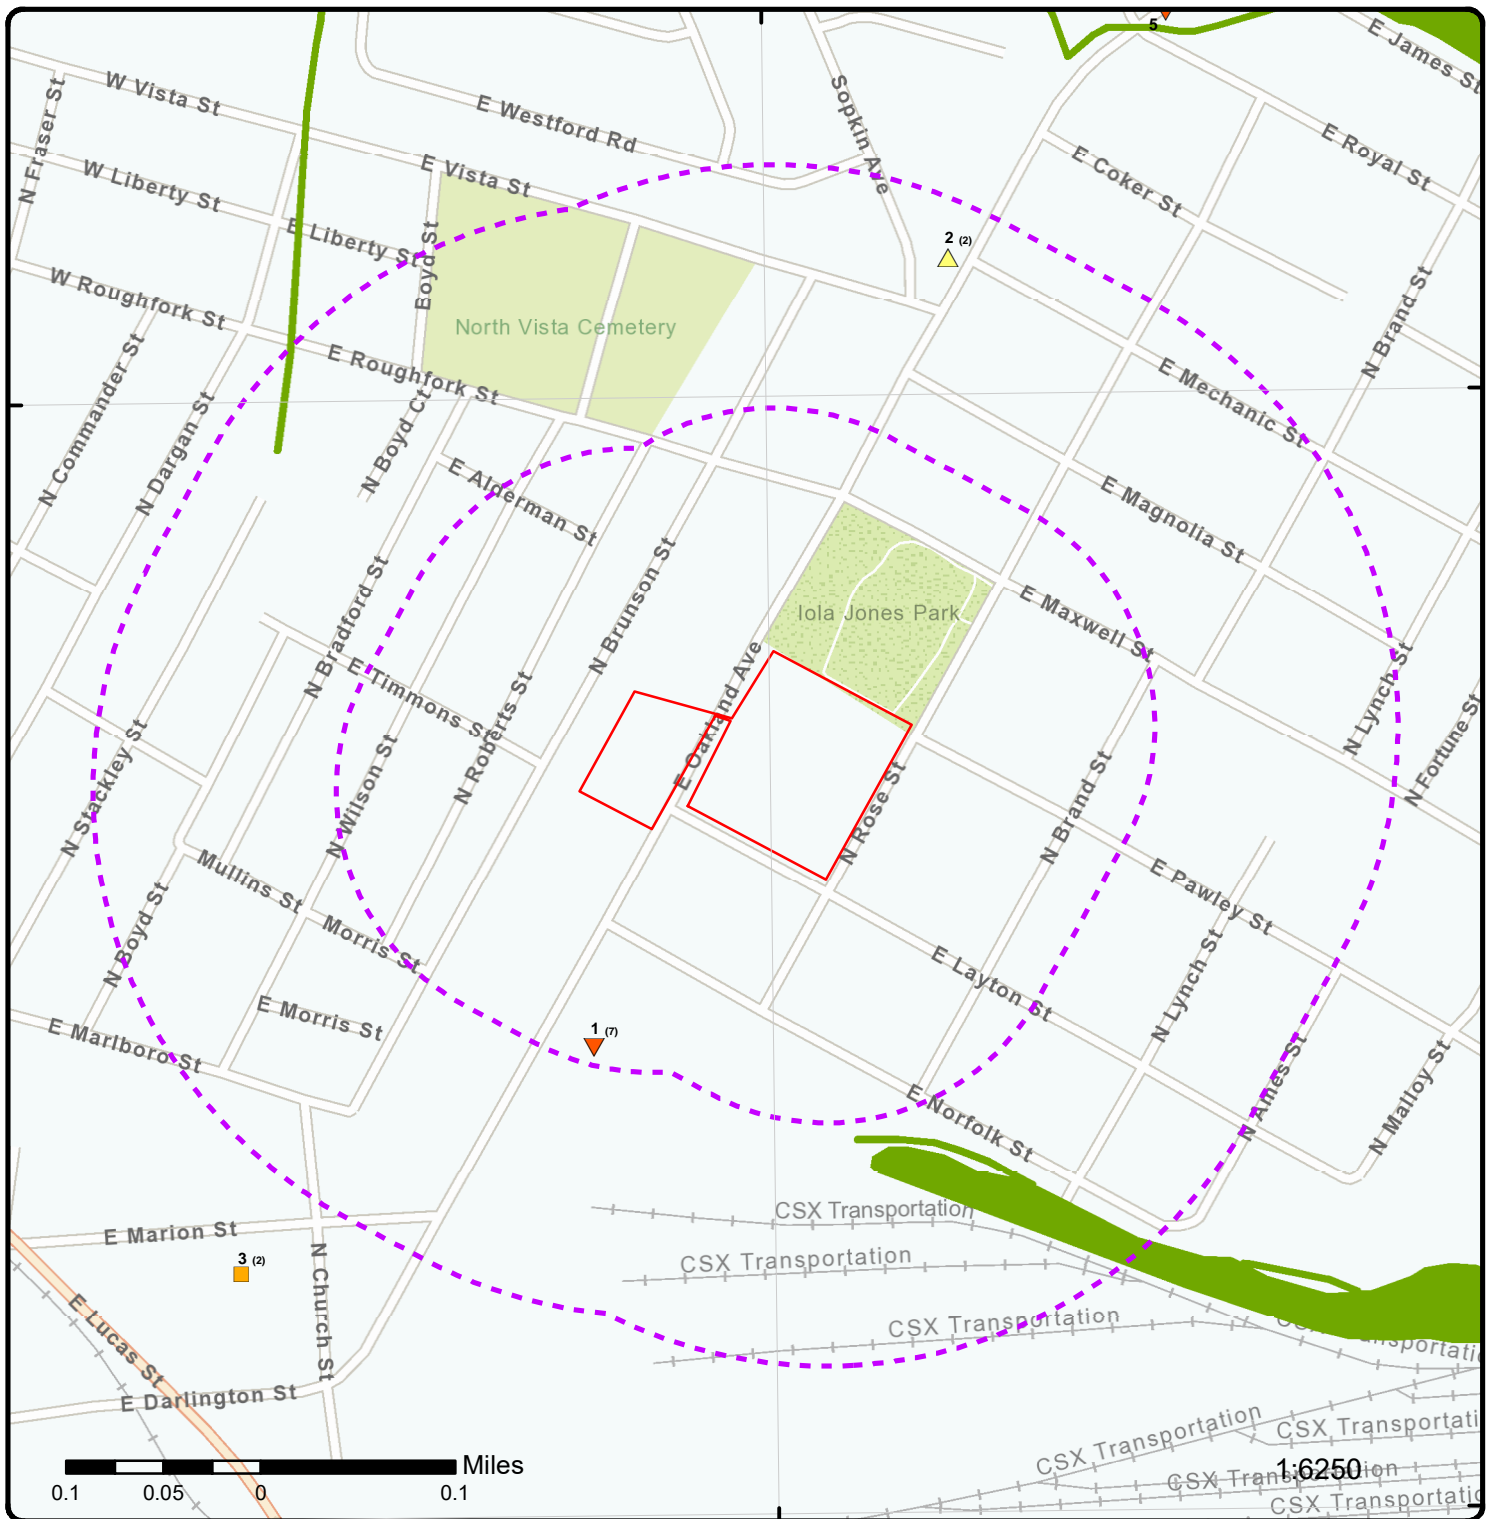 5
E James St
W Vista St
E Westford Rd
Sopkin Ave
N Fraser St
E Vista St
E Royal St
W Liberty St
E Coker St
E Liberty St
Boyd St
2 (2)
W Roughfork St
North Vista Cemetery
N Brand St
E Roughfork St
N Commander St
N Dargan St
N Boyd Ct
E Mechanic St
E Alderman St
E Magnolia St
N Bradford St
N Brunson St
Iola Jones Park
E Maxwell St
E Timmons St
E Oakland Ave
N Lynch St
N Fortune St
N Roberts St
N Stackley St
N Wilson St
N Rose St
N Brand St
Mullins St
E Pawley St
N Boyd St
Morris St
E Layton St
N Lynch St
E Morris St
E Marlboro St
1 (7)
N Ames St
N Malloy St
E Norfolk St
CSX Transportation
E Marion St
3 (2)
N Church St
CSX Transportation
CSX Transportation
CSX Transportati
E Lucas St
E Darlington St
CSX Transportation
CSX Transportati
Miles
1:6250
CSX Transportation
0.1 0.05 0 0.1
CSX Transportatio